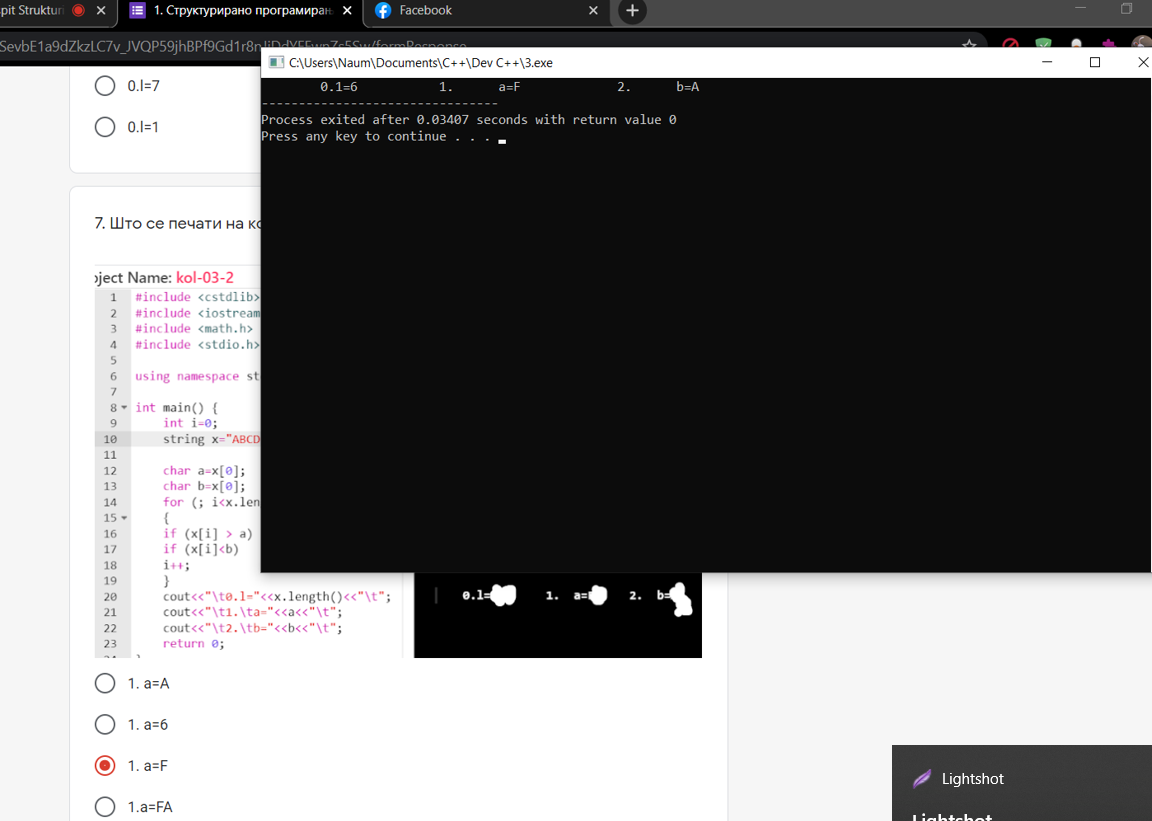 pit Strukturi
1. Структурирано програмирањ
Facebook
SevbE1a9dZkzLC7v_JVQP59jhBPf9Gd1r8n
/formResponse
C:\Users\Naum\Documents\C++\Dev C++\3.exe
0.1=6 1. a=F 2. b=A
--------------------------------
Process exited after 0.03407 seconds with return value 0
Press any key to continue . . .
0.l=7
0.l=1
7. Што се печати на ко
oject Name: kol-03-2
1 #include <cstdlib>
2 #include <iostream
3 #include <math.h>
4 #include <stdio.h>
5
6 using namespace st
7
8 int main() {
9 int i=0;
10 string x="ABCD
11
12 char a=x[0];
13 char b=x[0];
14 for (; i<x.len
15 {
16 if (x[i] > a)
17 if (x[i]<b)
18 i++;
19 }
20 cout<<"\t0.l="<<x.length()<<"\t";
21 cout<<"\t1.\ta="<<a<<"\t";
22 cout<<"\t2.\tb="<<b<<"\t";
23 return 0;
0.l= 1. a= 2. b=
1. a=A
1. a=6
1. a=F
1.a=FA
Lightshot
Lightshot